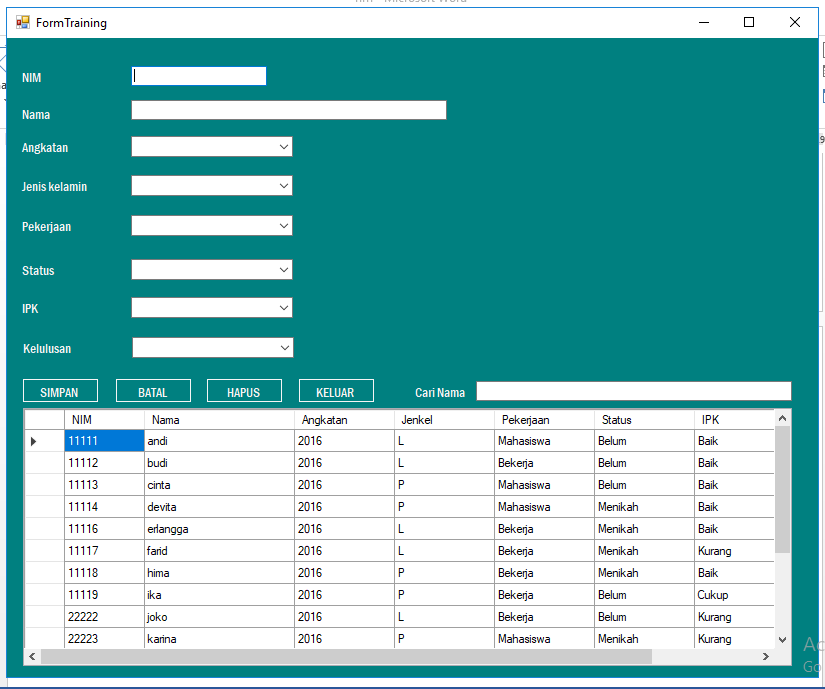 FormTraining
NIM
Nama
Angkatan
Jenis kelamin
Pekerjaan
Status
IPK
Kelulusan
SIMPAN BATAL HAPUS KELUAR Cari Nama
NIM Nama Angkatan Jenkel Pekerjaan Status IPK
11111 andi 2016 L Mahasiswa Belum Baik
11112 budi 2016 L Bekerja Belum Baik
11113 cinta 2016 P Mahasiswa Belum Baik
11114 devita 2016 P Mahasiswa Menikah Baik
11116 erlangga 2016 L Bekerja Menikah Baik
11117 farid 2016 L Bekerja Menikah Kurang
11118 hima 2016 P Bekerja Menikah Baik
11119 ika 2016 P Bekerja Belum Cukup
22222 joko 2016 L Bekerja Belum Kurang
22223 karina 2016 P Mahasiswa Menikah Kurang